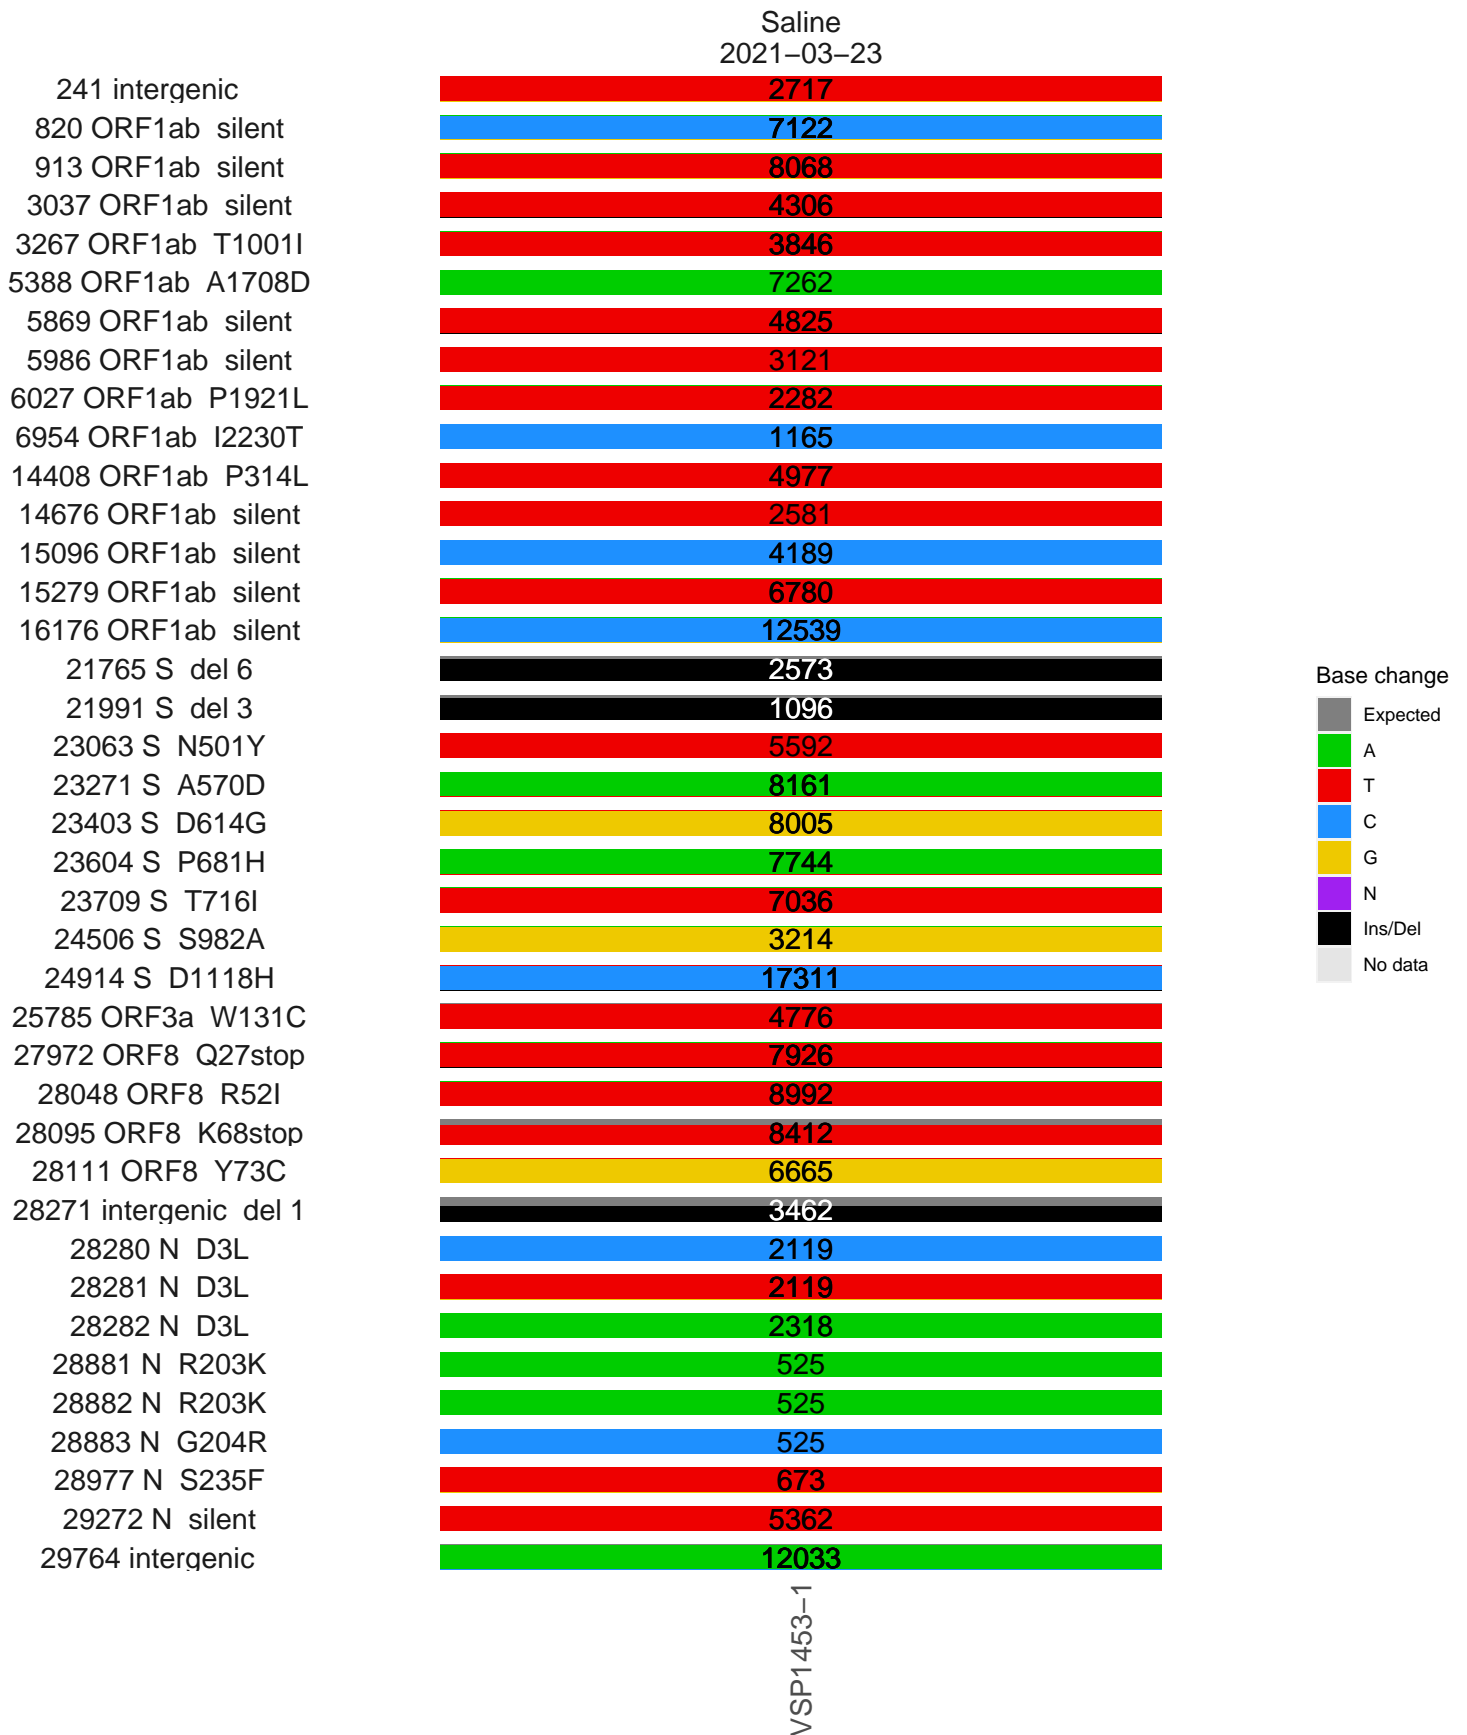 Saline
2021−03−23
241 intergenic 2717
820 ORF1ab silent 7122
913 ORF1ab silent 8068
3037 ORF1ab silent 4306
3267 ORF1ab T1001I 3846
5388 ORF1ab A1708D 7262
5869 ORF1ab silent 4825
5986 ORF1ab silent 3121
6027 ORF1ab P1921L 2282
6954 ORF1ab I2230T 1165
14408 ORF1ab P314L 4977
14676 ORF1ab silent 2581
15096 ORF1ab silent 4189
15279 ORF1ab silent 6780
16176 ORF1ab silent 12539
21765 S del 6 2573
21991 S del 3 1096
23063 S N501Y 5592
23271 S A570D 8161
23403 S D614G 8005
23604 S P681H 7744
23709 S T716I 7036
24506 S S982A 3214
24914 S D1118H 17311
25785 ORF3a W131C 4776
27972 ORF8 Q27stop 7926
28048 ORF8 R52I 8992
28095 ORF8 K68stop 8412
28111 ORF8 Y73C 6665
28271 intergenic del 1 3462
28280 N D3L 2119
28281 N D3L 2119
28282 N D3L 2318
28881 N R203K 525
28882 N R203K 525
28883 N G204R 525
28977 N S235F 673
29272 N silent 5362
29764 intergenic 12033
VSP1453−1
Base change
Expected
A
T
C
G
N
Ins/Del
No data